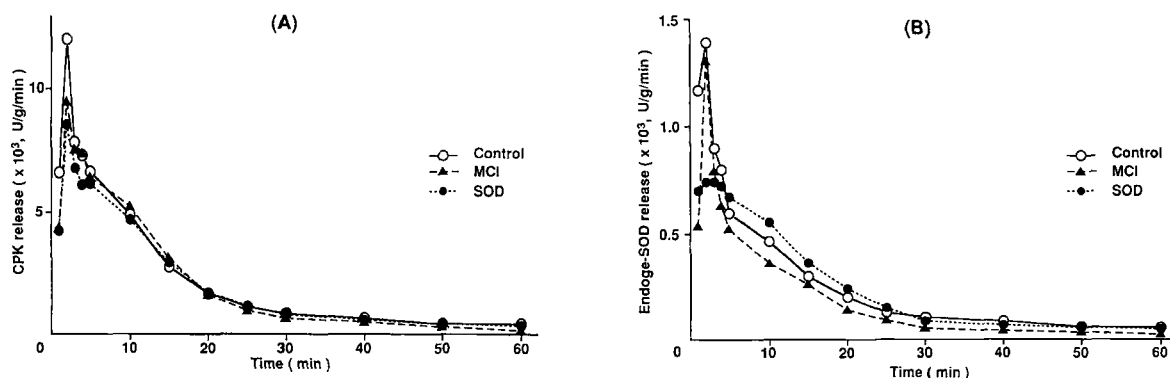 (A)
CPK release ( x 10³, U/g/min)
10
5
0
10
20
30
40
50
60
Time ( min )
Control
MCI
SOD
(B)
Endoge-SOD release ( x 10³, U/g/min)
1.5
1.0
0.5
0
10
20
30
40
50
60
Time ( min )
Control
MCI
SOD